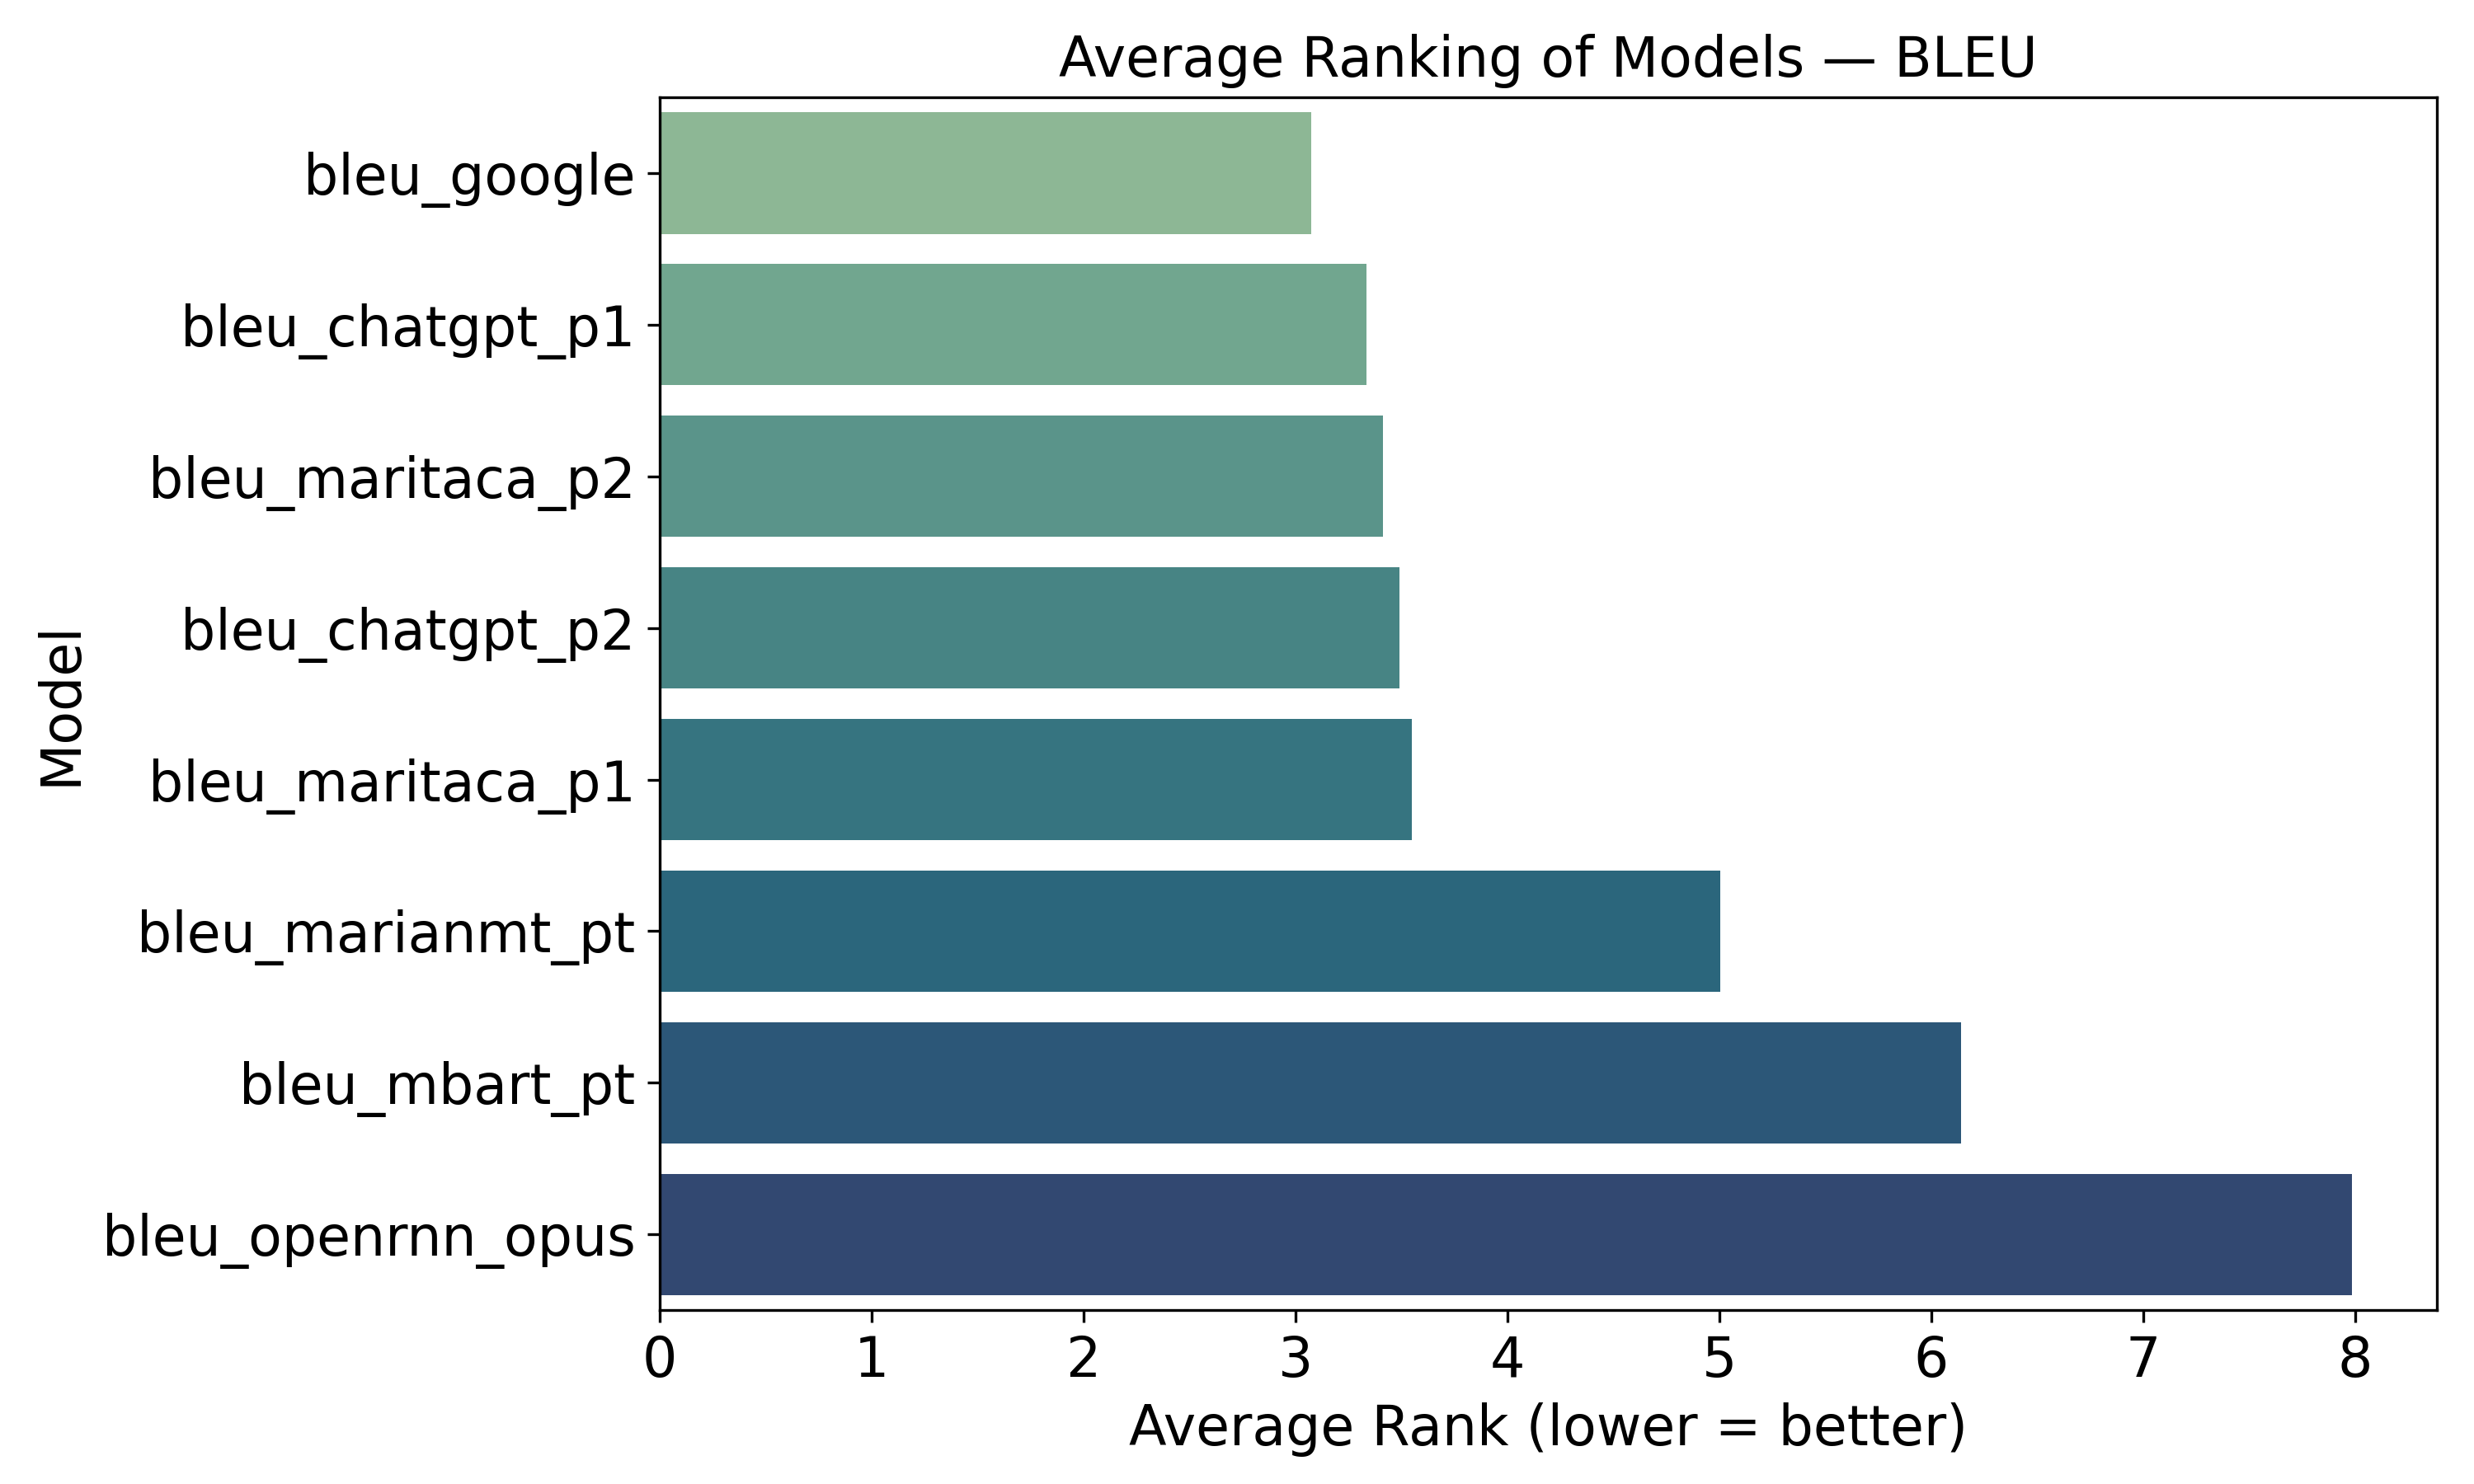 Average Ranking of Models — BLEU
bleu_google
bleu_chatgpt_p1
bleu_maritaca_p2
bleu_chatgpt_p2
bleu_maritaca_p1
bleu_marianmt_pt
bleu_mbart_pt
bleu_openrnn_opus
Model
0 1 2 3 4 5 6 7 8
Average Rank (lower = better)